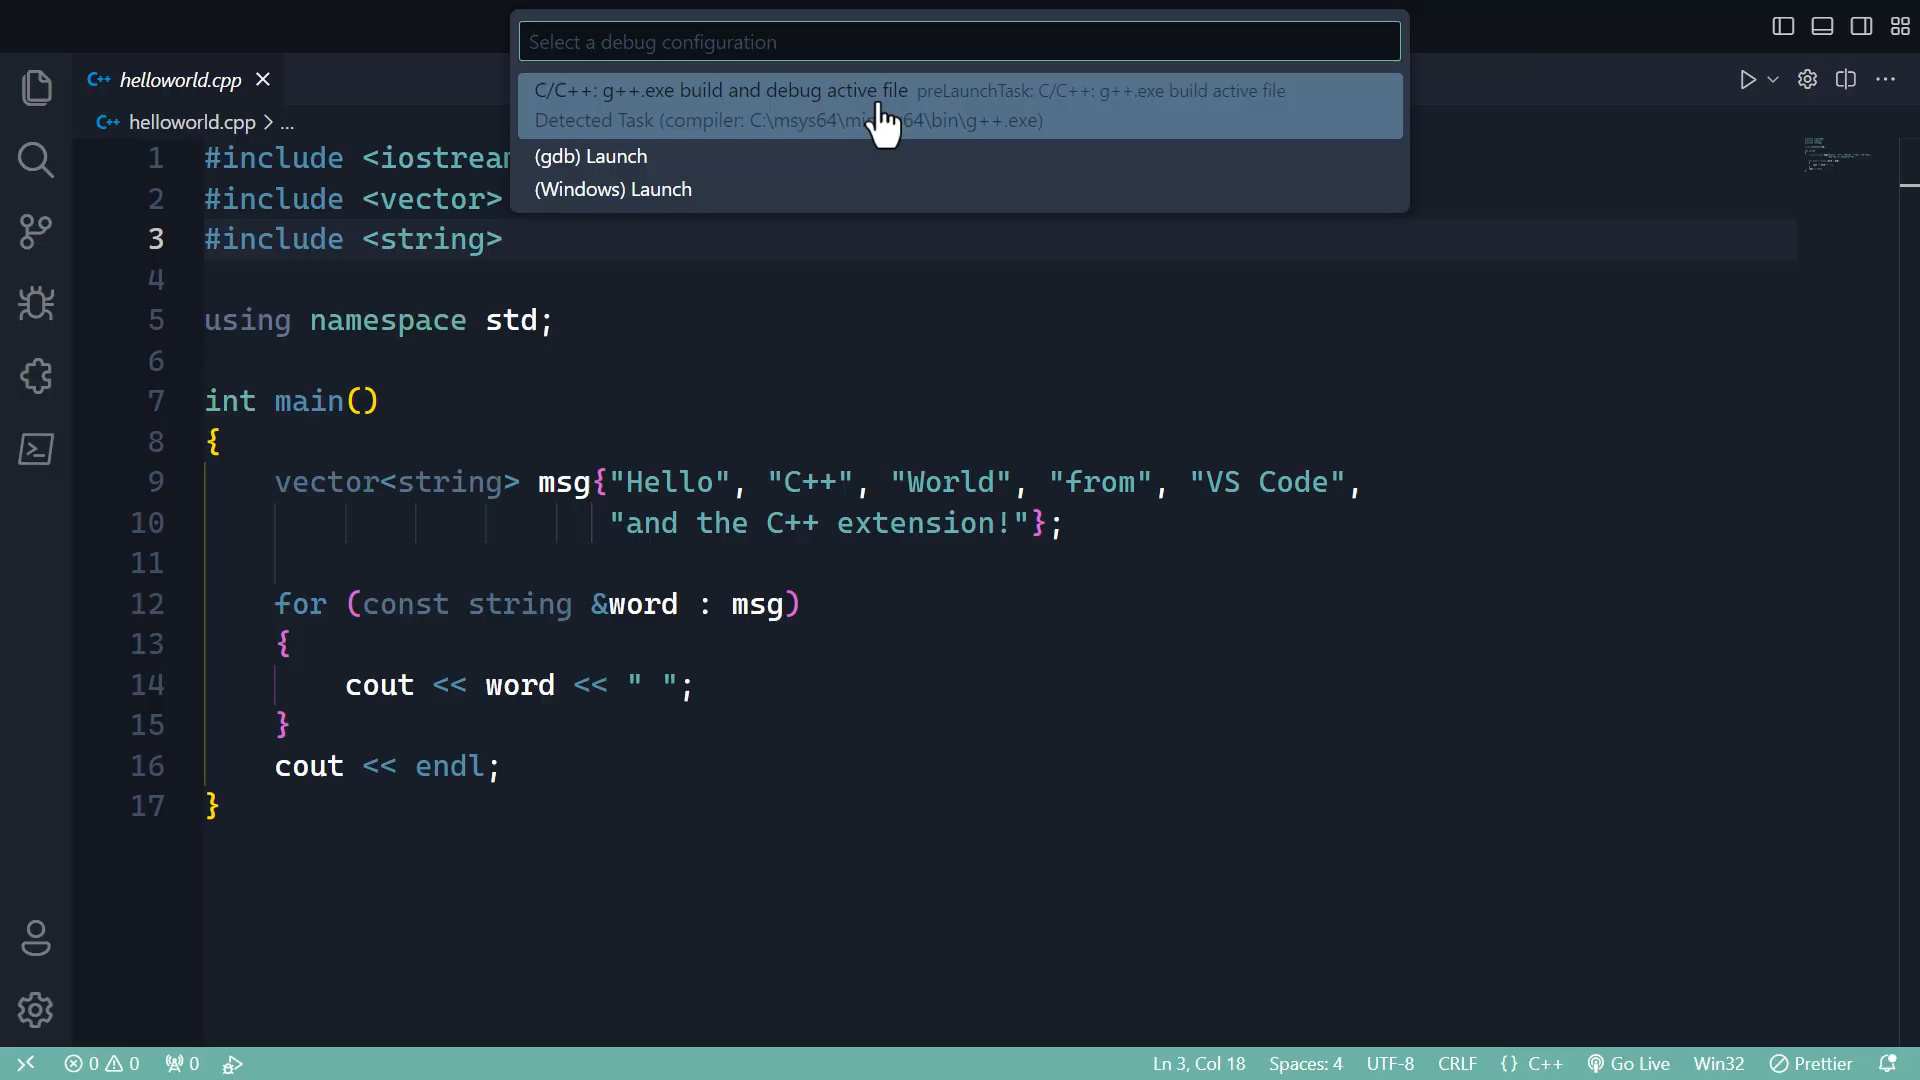 Select a debug configuration
C/C++: g++.exe build and debug active file preLaunchTask: C/C++: g++.exe build active file
Detected Task (compiler: C:\msys64\mi 64\bin\g++.exe)
(gdb) Launch
(Windows) Launch
C++ helloworld.cpp
C++ helloworld.cpp > ...
1 #include <iostream
2 #include <vector>
3 #include <string>
4
5 using namespace std;
6
7 int main()
8 {
9 vector<string> msg{"Hello", "C++", "World", "from", "VS Code",
10 "and the C++ extension!"};
11
12 for (const string &word : msg)
13 {
14 cout << word << " ";
15 }
16 cout << endl;
17 }
0 0 0 Ln 3, Col 18 Spaces: 4 UTF-8 CRLF {} C++ Go Live Win32 Prettier